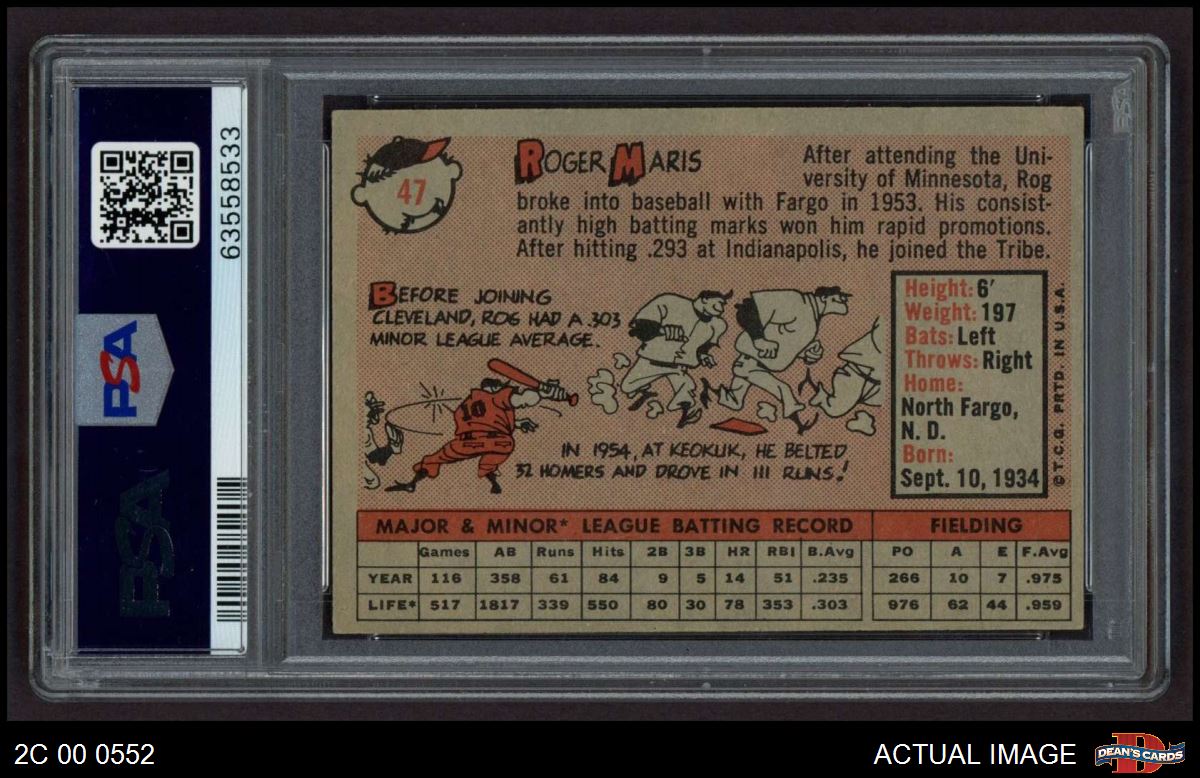 63558533
PSA
PSA
PSA
47
ROGER MARIS
After attending the Uni-
versity of Minnesota, Rog
broke into baseball with Fargo in 1953. His consist-
antly high batting marks won him rapid promotions.
After hitting .293 at Indianapolis, he joined the Tribe.
BEFORE JOINING
CLEVELAND, ROG HAD A .303
MINOR LEAGUE AVERAGE.
10
IN 1954, AT KEOKUK, HE BELTED
32 HOMERS AND DROVE IN 111 RUNS!
Height: 6'
Weight: 197
Bats: Left
Throws: Right
Home:
North Fargo,
N. D.
Born:
Sept. 10, 1934
© T.C.G. PRTD. IN U.S.A.
MAJOR & MINOR* LEAGUE BATTING RECORD FIELDING
Games AB Runs Hits 2B 3B HR RBI B.Avg PO A E F.Avg
YEAR 116 358 61 84 9 5 14 51 .235 266 10 7 .975
LIFE* 517 1817 339 550 80 30 78 353 .303 976 62 44 .959
2C 00 0552
ACTUAL IMAGE
D
DEAN'S CARDS